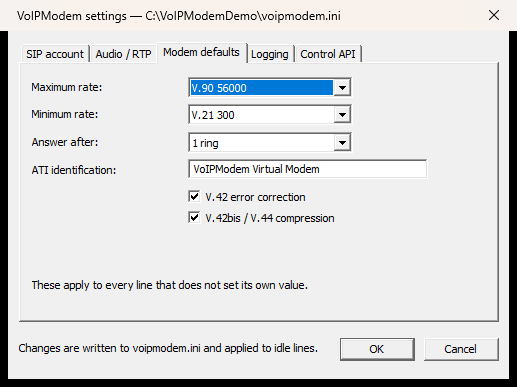 VoIPModem settings — C:\VoIPModemDemo\voipmodem.ini
SIP account Audio / RTP Modem defaults Logging Control API
Maximum rate: V.90 56000
Minimum rate: V.21 300
Answer after: 1 ring
ATI identification: VoIPModem Virtual Modem
V.42 error correction
V.42bis / V.44 compression
These apply to every line that does not set its own value.
Changes are written to voipmodem.ini and applied to idle lines. OK Cancel